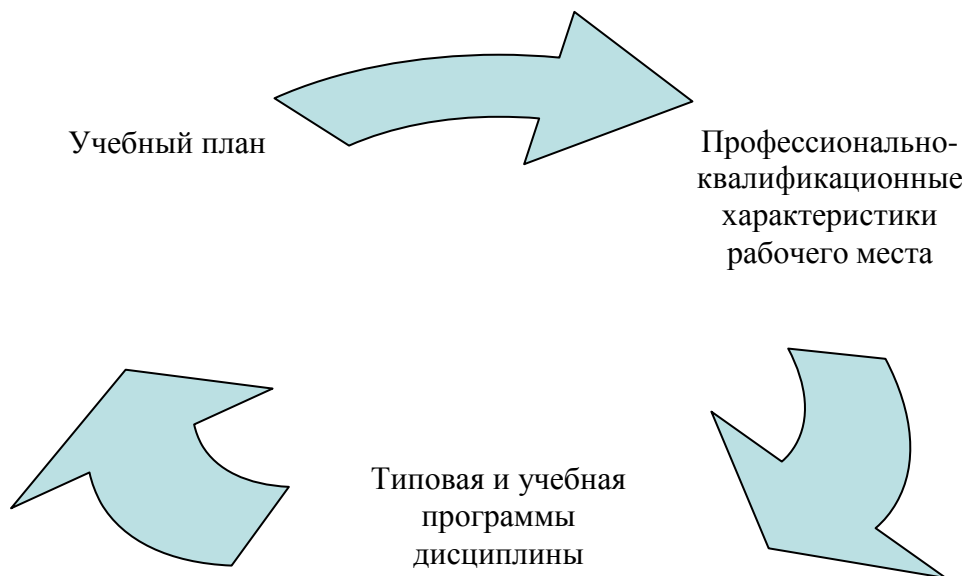 Учебный план
Профессионально-
квалификационные
характеристики
рабочего места
Типовая и учебная
программы
дисциплины